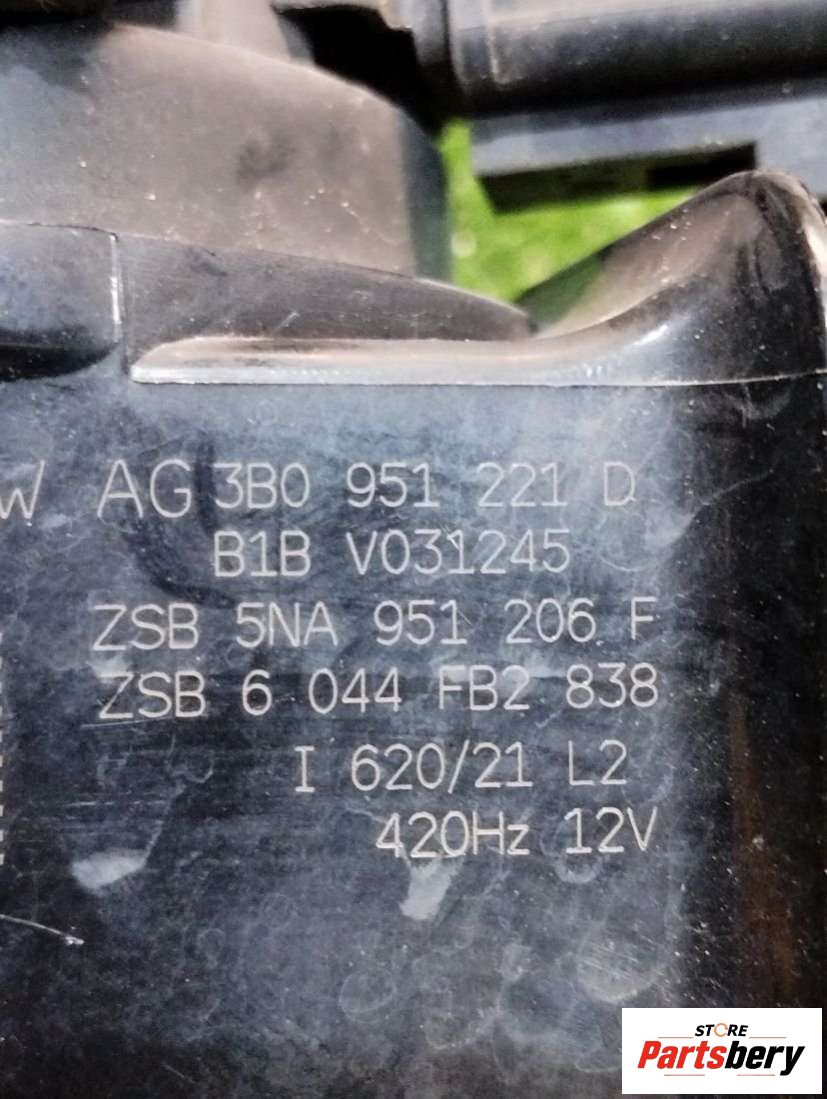 W AG 3B0 951 221 D
B1B V031245
ZSB 5NA 951 206 F
ZSB 6 044 FB2 838
I 620/21 L2
420Hz 12V
STORE
Partsbery